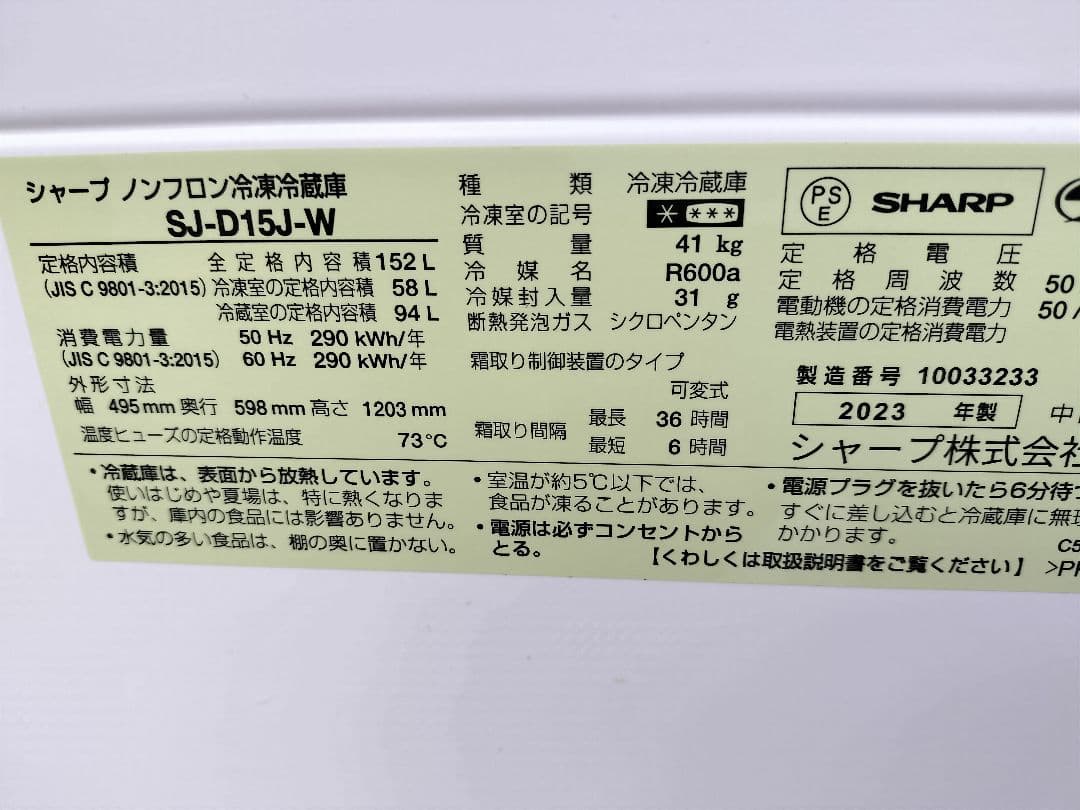 シャープ ノンフロン冷凍冷蔵庫
SJ-D15J-W
定格内容積 全定格内容積 152 L
(JIS C 9801-3:2015) 冷凍室の定格内容積 58 L
冷蔵室の定格内容積 94 L
消費電力量 50 Hz 290 kWh/年
(JIS C 9801-3:2015) 60 Hz 290 kWh/年
外形寸法
幅 495 mm 奥行 598 mm 高さ 1203 mm
温度ヒューズの定格動作温度 73℃
種類 冷凍冷蔵庫
冷凍室の記号 * ***
質量 41 kg
冷媒名 R600a
冷媒封入量 31 g
断熱発泡ガス シクロペンタン
霜取り制御装置のタイプ
可変式
霜取り間隔 最長 36 時間
最短 6 時間
PSE SHARP
定格電圧
定格周波数 50
電動機の定格消費電力 50/
電熱装置の定格消費電力
製造番号 10033233
2023 年製 中
シャープ株式会社
・冷蔵庫は、表面から放熱しています。
使いはじめや夏場は、特に熱くなりま
すが、庫内の食品には影響ありません。
・水気の多い食品は、棚の奥に置かない。
・室温が約5℃以下では、
食品が凍ることがあります。
・電源は必ずコンセントから
とる。
・電源プラグを抜いたら6分待つ
すぐに差し込むと冷蔵庫に無理
かかります。
【くわしくは取扱説明書をご覧ください】